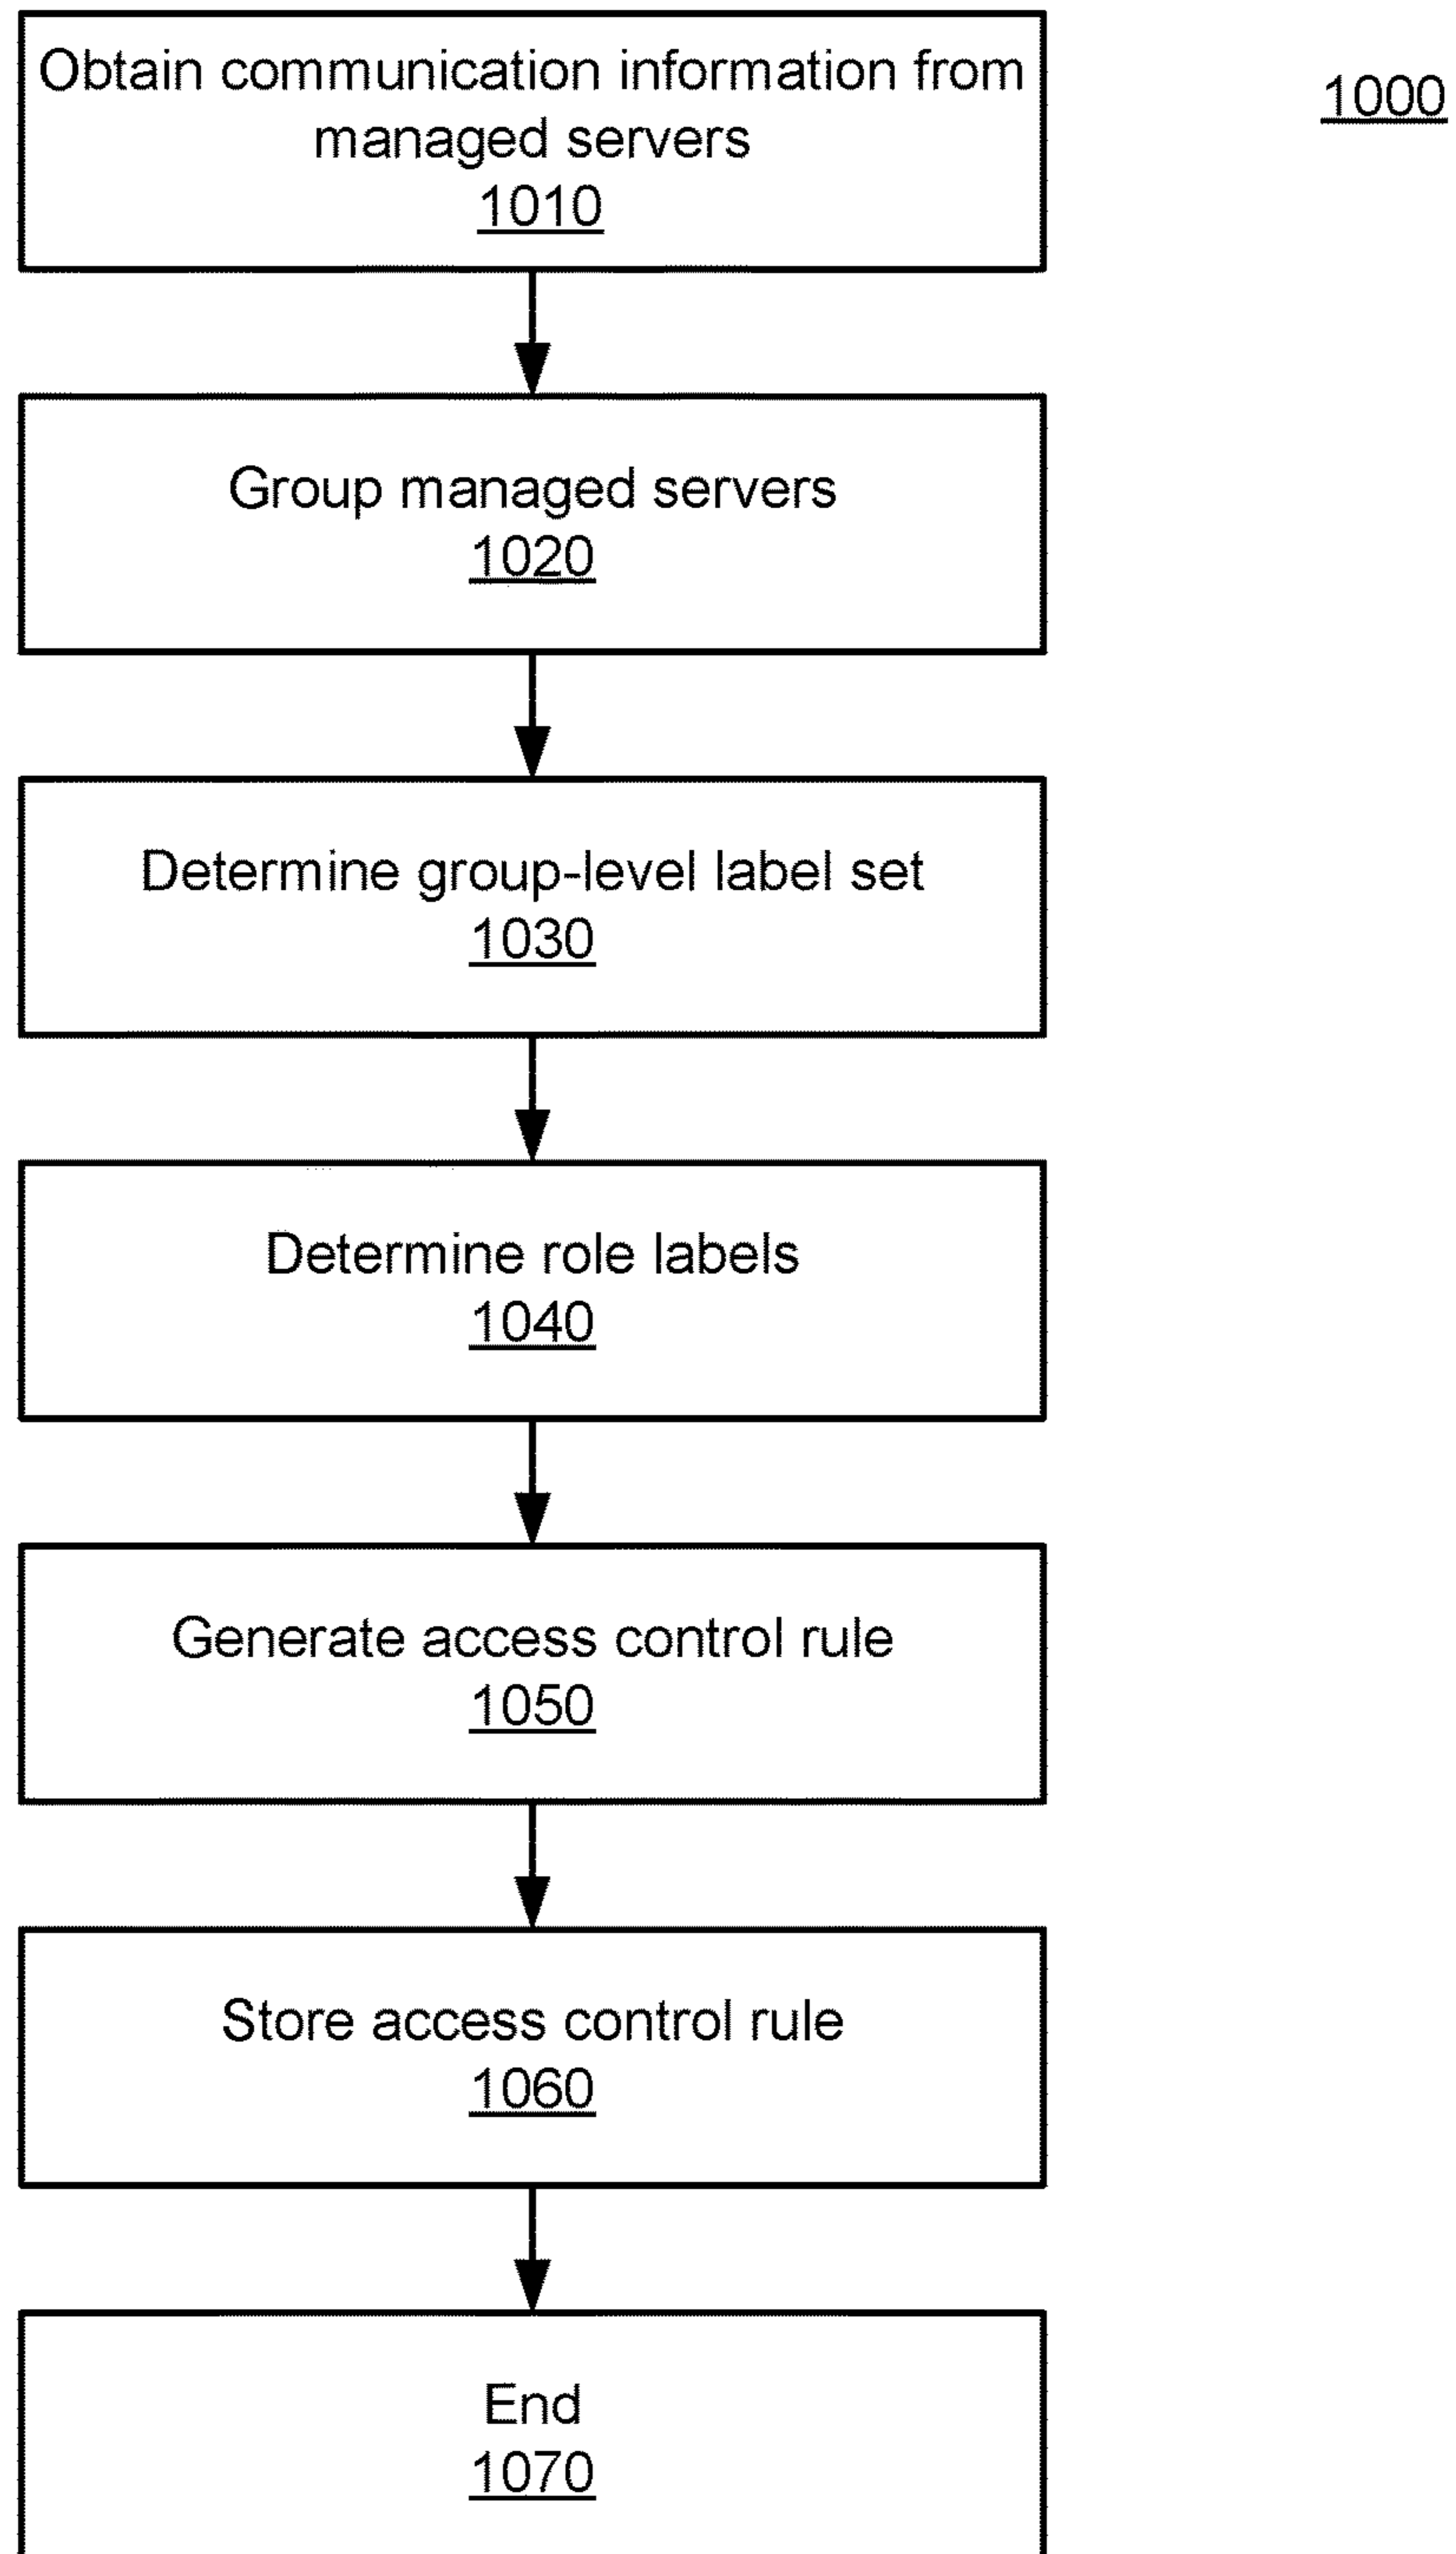 Obtain communication information from
managed servers
1010
1000
Group managed servers
1020
Determine group-level label set
1030
Determine role labels
1040
Generate access control rule
1050
Store access control rule
1060
End
1070